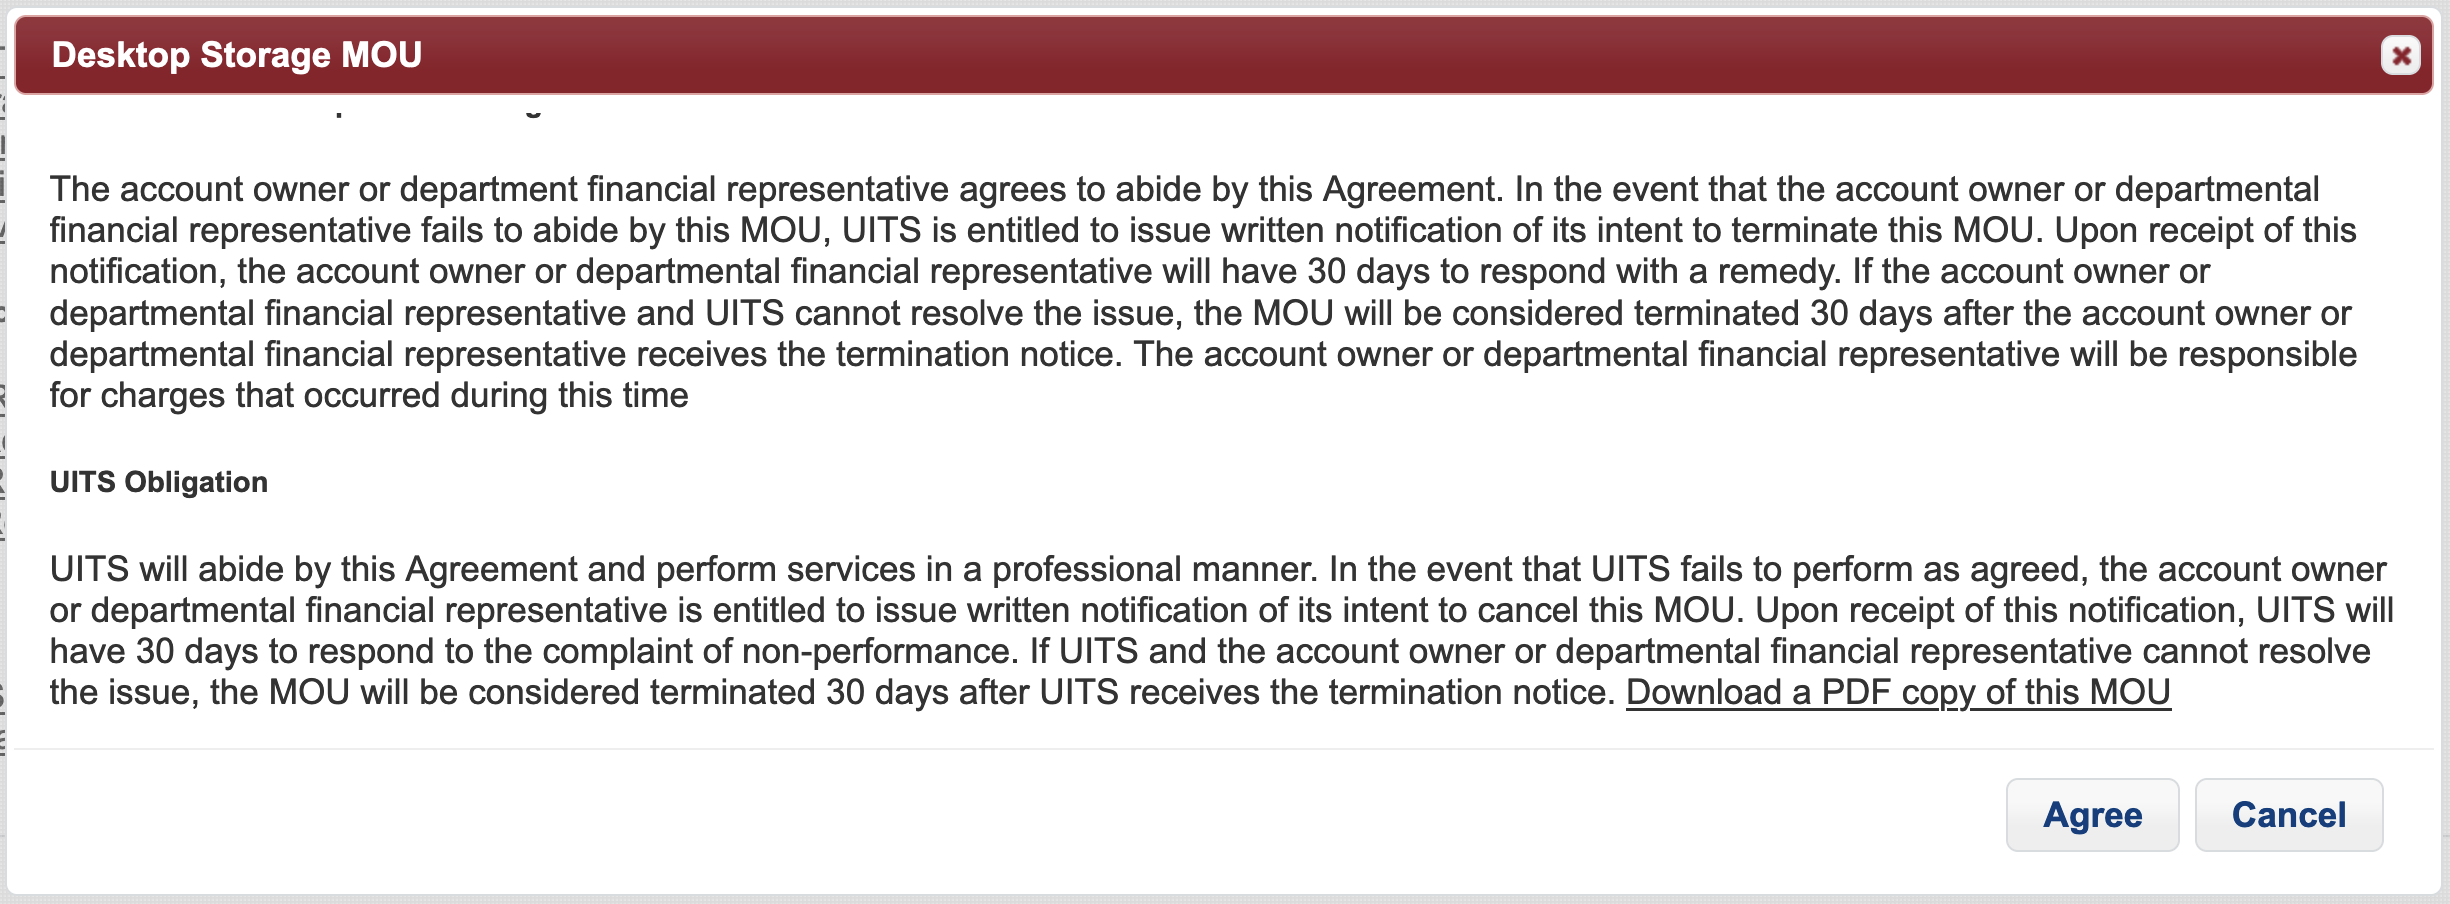 Desktop Storage MOU
The account owner or department financial representative agrees to abide by this Agreement. In the event that the account owner or departmental
financial representative fails to abide by this MOU, UITS is entitled to issue written notification of its intent to terminate this MOU. Upon receipt of this
notification, the account owner or departmental financial representative will have 30 days to respond with a remedy. If the account owner or
departmental financial representative and UITS cannot resolve the issue, the MOU will be considered terminated 30 days after the account owner or
departmental financial representative receives the termination notice. The account owner or departmental financial representative will be responsible
for charges that occurred during this time
UITS Obligation
UITS will abide by this Agreement and perform services in a professional manner. In the event that UITS fails to perform as agreed, the account owner
or departmental financial representative is entitled to issue written notification of its intent to cancel this MOU. Upon receipt of this notification, UITS will
have 30 days to respond to the complaint of non-performance. If UITS and the account owner or departmental financial representative cannot resolve
the issue, the MOU will be considered terminated 30 days after UITS receives the termination notice. Download a PDF copy of this MOU
Agree Cancel